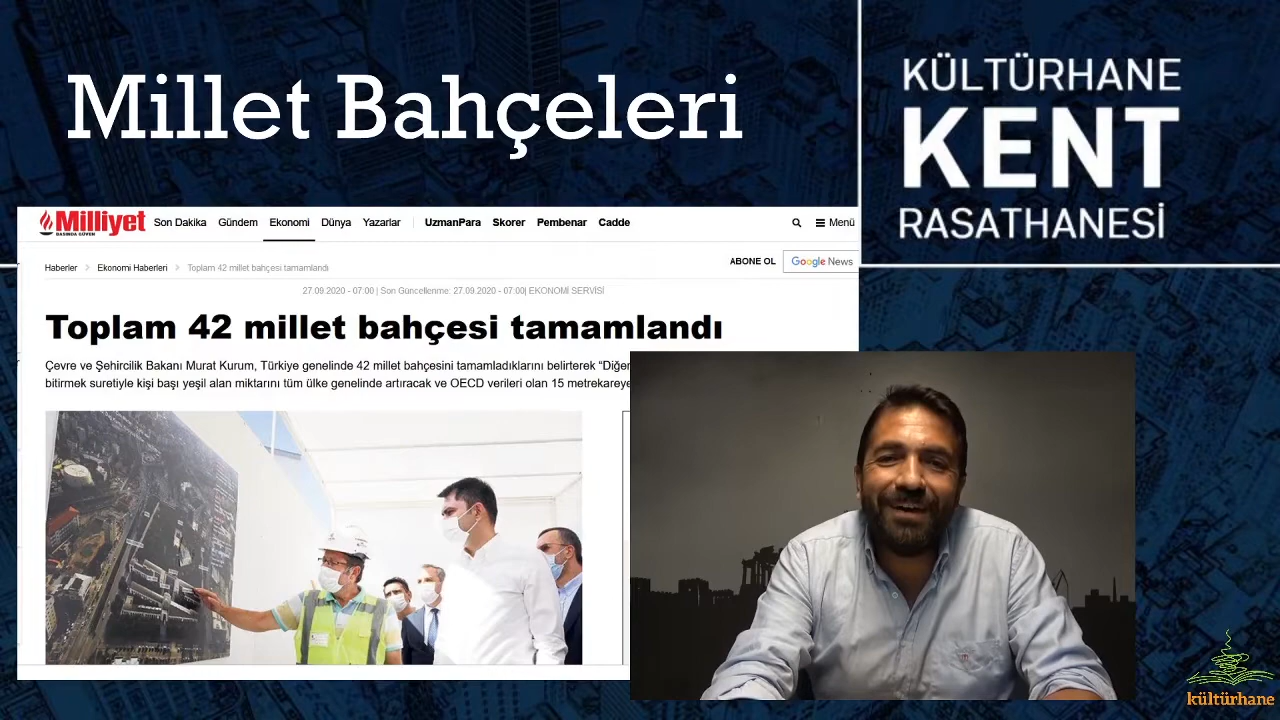 Millet Bahçeleri
KÜLTÜRHANE
KENT
RASATHANESİ
Milliyet
BASINDA GÜVEN
Son Dakika Gündem Ekonomi Dünya Yazarlar UzmanPara Skorer Pembenar Cadde Menü
ABONE OL Google News
Haberler Ekonomi Haberleri Toplam 42 millet bahçesi tamamlandı
27.09.2020 - 07:00 | Son Güncellenme: 27.09.2020 - 07:00| EKONOMİ SERVİSİ
Toplam 42 millet bahçesi tamamlandı
Çevre ve Şehircilik Bakanı Murat Kurum, Türkiye genelinde 42 millet bahçesini tamamladıklarını belirterek “Diğer
bitirmek suretiyle kişi başı yeşil alan miktarını tüm ülke genelinde artıracak ve OECD verileri olan 15 metrekareye
kültürhane